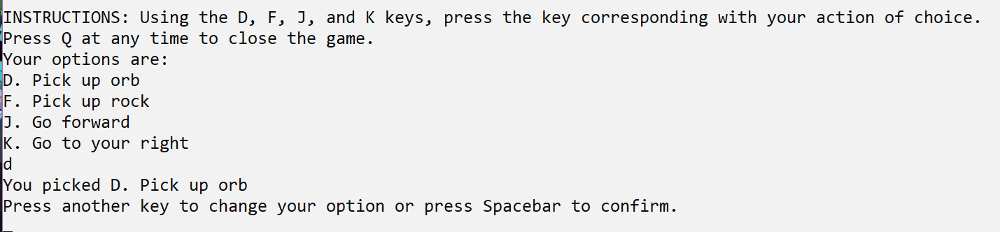 INSTRUCTIONS: Using the D, F, J, and K keys, press the key corresponding with your action of choice.
Press Q at any time to close the game.
Your options are:
D. Pick up orb
F. Pick up rock
J. Go forward
K. Go to your right
d
You picked D. Pick up orb
Press another key to change your option or press Spacebar to confirm.